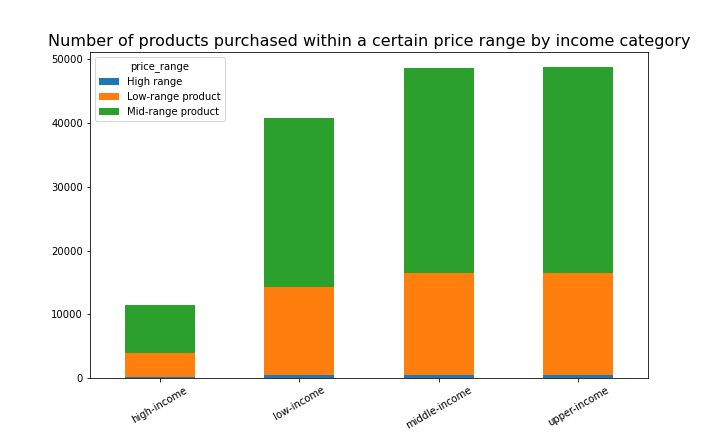 Number of products purchased within a certain price range by income category
50000
40000
30000
20000
10000
0
price_range
High range
Low-range product
Mid-range product
high-income
low-income
middle-income
upper-income